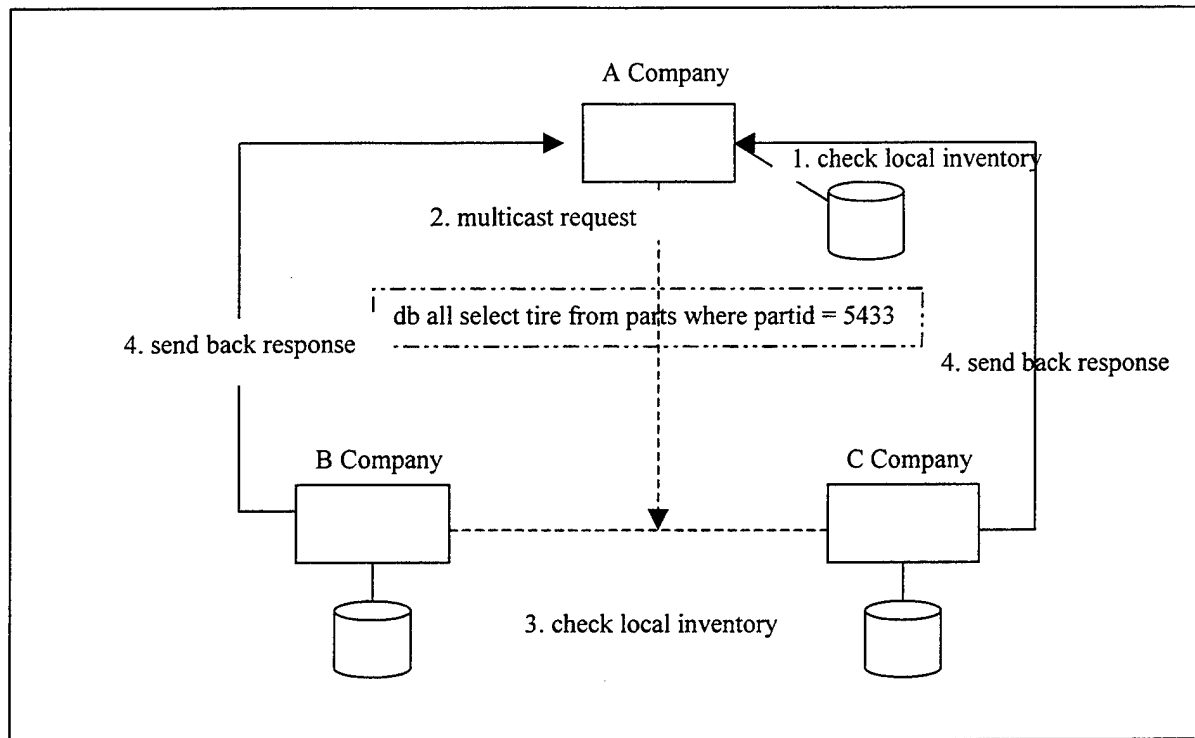 A Company
1. check local inventory
2. multicast request
db all select tire from parts where partid = 5433
4. send back response
4. send back response
B Company
C Company
3. check local inventory